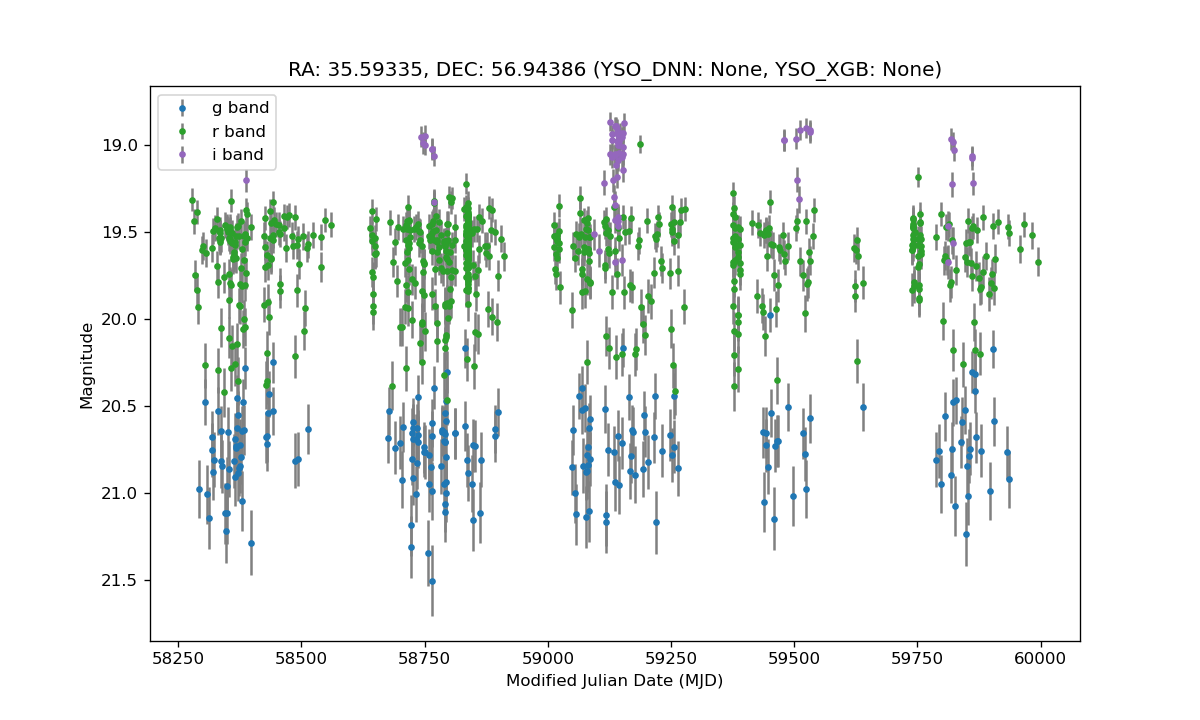 RA: 35.59335, DEC: 56.94386 (YSO_DNN: None, YSO_XGB: None)
g band
r band
i band
19.0
19.5
20.0
20.5
21.0
21.5
Magnitude
58250 58500 58750 59000 59250 59500 59750 60000
Modified Julian Date (MJD)